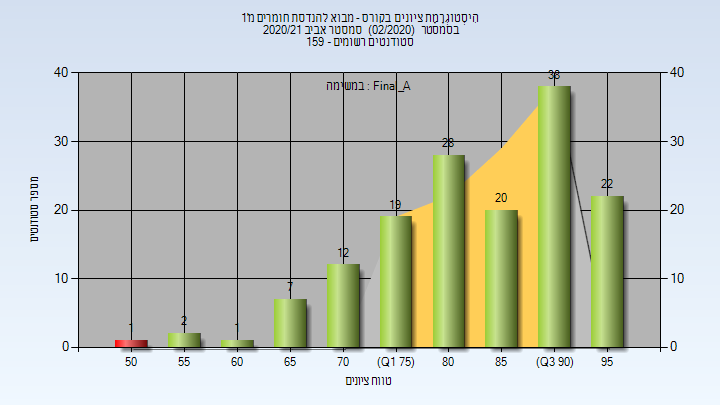 היסטוגרמת ציונים בקורס - מבוא להנדסת חומרים מ'1
בסמסטר (02/2020) סמסטר אביב 2020/21
סטודנטים רשומים - 159
במשימה : Final_A
40 40
30 30
20 20
10 10
0 0
38
28
22
20
19
12
7
2
1
1
מספר סטודנטים
50 55 60 65 70 (Q1 75) 80 85 (Q3 90) 95
טווח ציונים